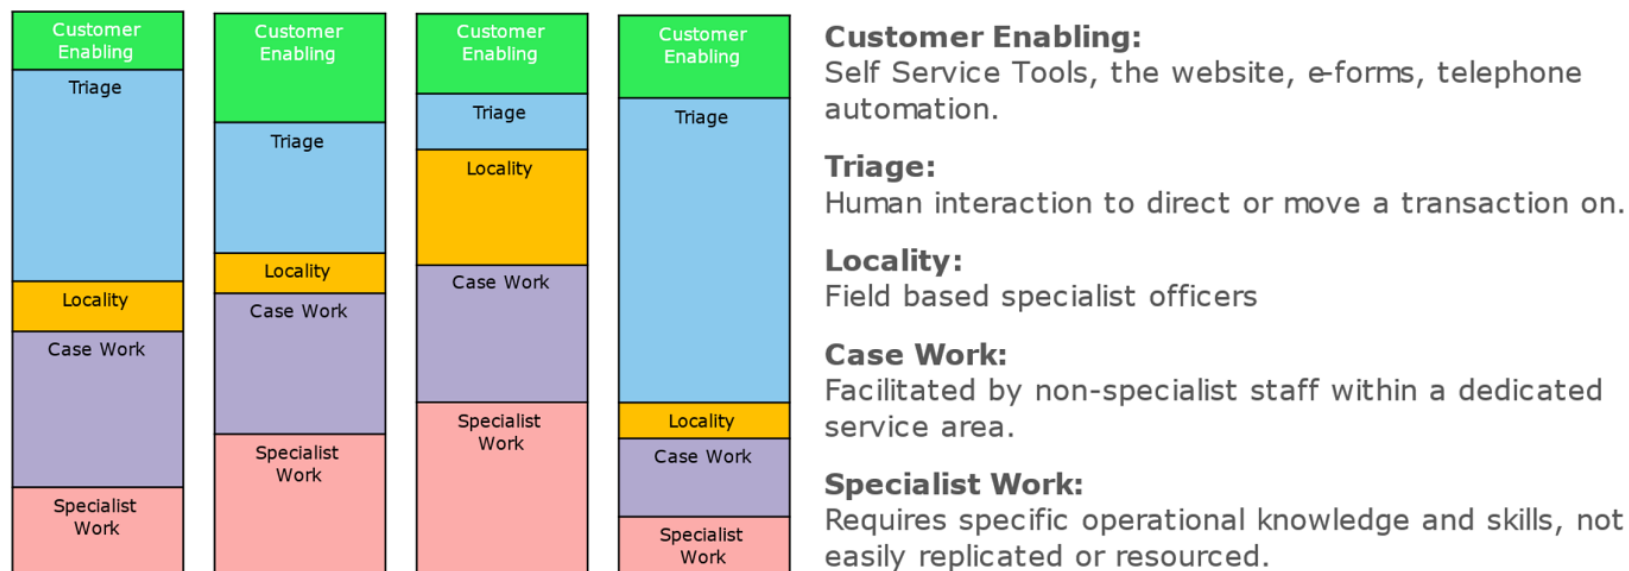 Customer
Enabling
Triage
Locality
Case Work
Specialist
Work
Customer
Enabling
Triage
Locality
Case Work
Specialist
Work
Customer
Enabling
Triage
Locality
Case Work
Specialist
Work
Customer
Enabling
Triage
Locality
Case Work
Specialist
Work
Customer Enabling:
Self Service Tools, the website, e-forms, telephone
automation.
Triage:
Human interaction to direct or move a transaction on.
Locality:
Field based specialist officers
Case Work:
Facilitated by non-specialist staff within a dedicated
service area.
Specialist Work:
Requires specific operational knowledge and skills, not
easily replicated or resourced.